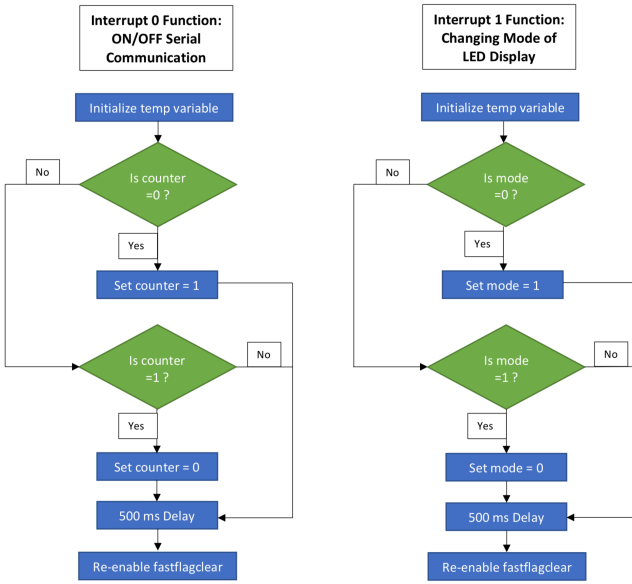 Interrupt 0 Function:
ON/OFF Serial
Communication
Initialize temp variable
Is counter
=0 ?
No
Yes
Set counter = 1
Is counter
=1 ?
No
Yes
Set counter = 0
500 ms Delay
Re-enable fastflagclear
Interrupt 1 Function:
Changing Mode of
LED Display
Initialize temp variable
Is mode
=0 ?
No
Yes
Set mode = 1
Is mode
=1 ?
No
Yes
Set mode = 0
500 ms Delay
Re-enable fastflagclear